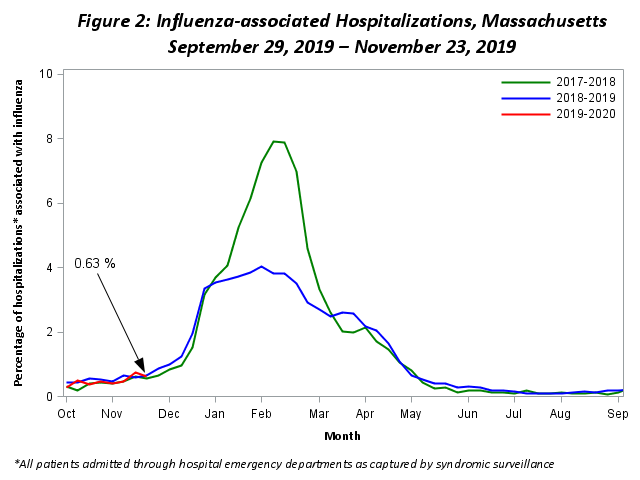 Figure 2: Influenza-associated Hospitalizations, Massachusetts
September 29, 2019 – November 23, 2019
Percentage of hospitalizations* associated with influenza
10
8
6
4
2
0
2017-2018
2018-2019
2019-2020
0.63 %
Oct Nov Dec Jan Feb Mar Apr May Jun Jul Aug Sep
Month
*All patients admitted through hospital emergency departments as captured by syndromic surveillance